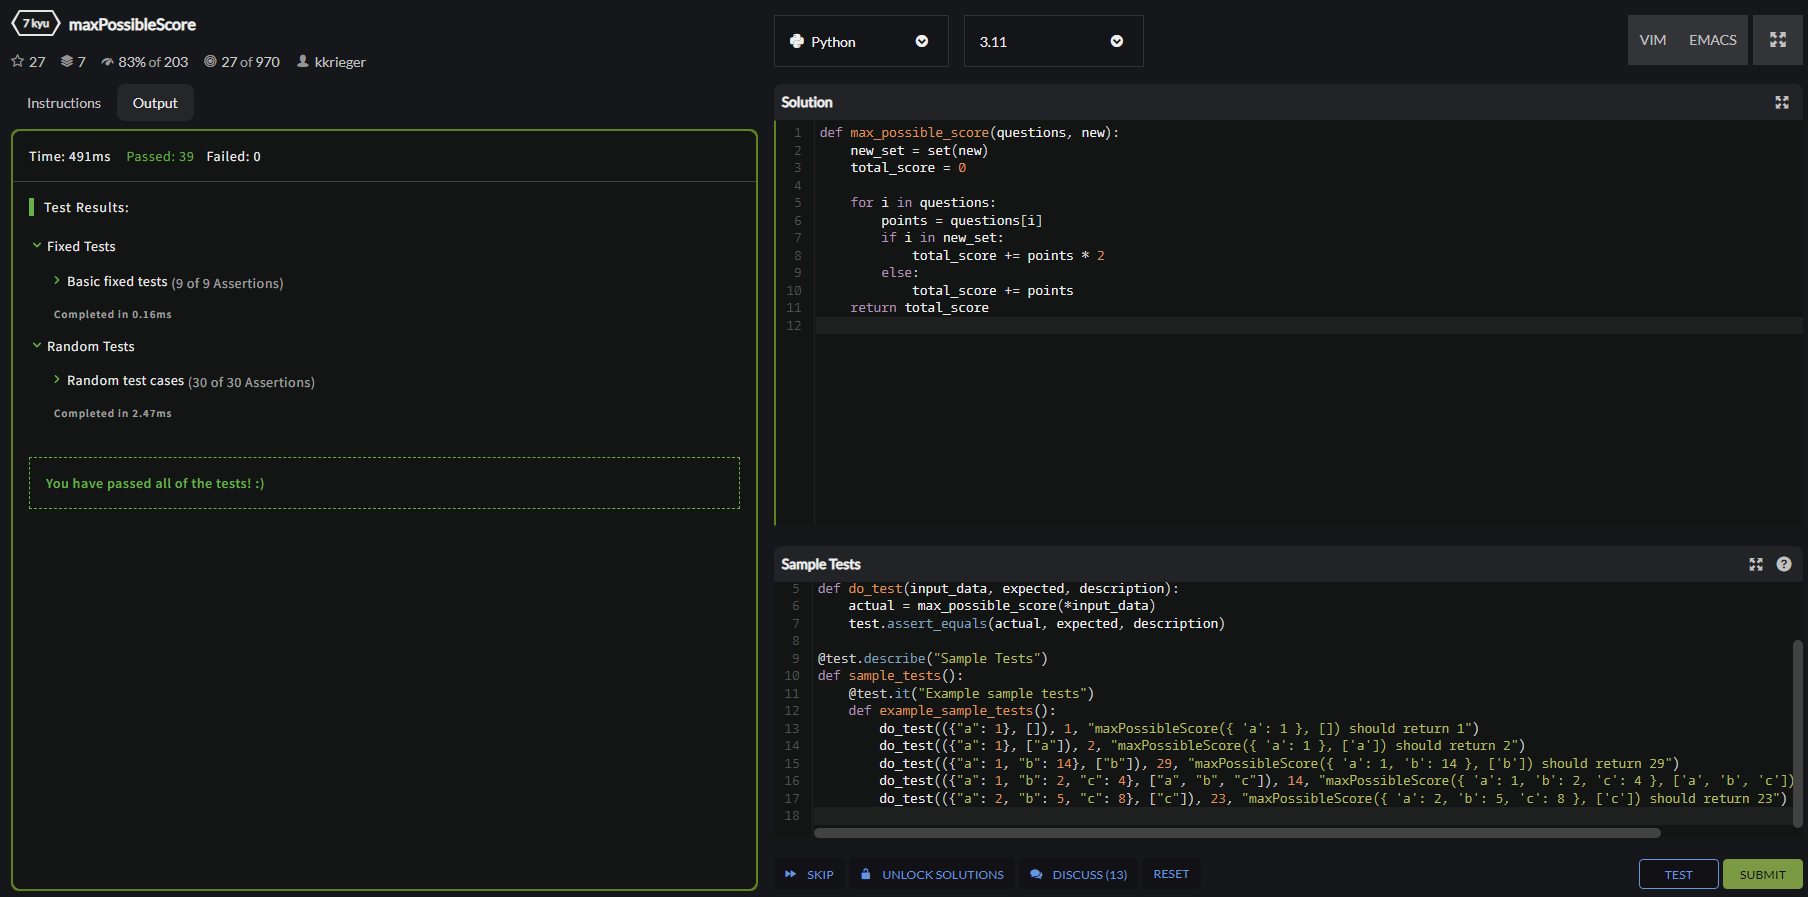 7 kyu maxPossibleScore
27 7 83% of 203 27 of 970 kkrieger
Instructions Output
Time: 491ms Passed: 39 Failed: 0
Test Results:
Fixed Tests
Basic fixed tests (9 of 9 Assertions)
Completed in 0.16ms
Random Tests
Random test cases (30 of 30 Assertions)
Completed in 2.47ms
You have passed all of the tests! :)
Python 3.11 VIM EMACS
Solution
1 def max_possible_score(questions, new):
2     new_set = set(new)
3     total_score = 0
4
5     for i in questions:
6         points = questions[i]
7         if i in new_set:
8             total_score += points * 2
9         else:
10             total_score += points
11     return total_score
12
Sample Tests
5 def do_test(input_data, expected, description):
6     actual = max_possible_score(*input_data)
7     test.assert_equals(actual, expected, description)
8
9 @test.describe("Sample Tests")
10 def sample_tests():
11     @test.it("Example sample tests")
12     def example_sample_tests():
13         do_test(({"a": 1}, []), 1, "maxPossibleScore({ 'a': 1 }, []) should return 1")
14         do_test(({"a": 1}, ["a"]), 2, "maxPossibleScore({ 'a': 1 }, ['a']) should return 2")
15         do_test(({"a": 1, "b": 14}, ["b"]), 29, "maxPossibleScore({ 'a': 1, 'b': 14 }, ['b']) should return 29")
16         do_test(({"a": 1, "b": 2, "c": 4}, ["a", "b", "c"]), 14, "maxPossibleScore({ 'a': 1, 'b': 2, 'c': 4 }, ['a', 'b', 'c'])
17         do_test(({"a": 2, "b": 5, "c": 8}, ["c"]), 23, "maxPossibleScore({ 'a': 2, 'b': 5, 'c': 8 }, ['c']) should return 23")
18
SKIP UNLOCK SOLUTIONS DISCUSS (13) RESET TEST SUBMIT